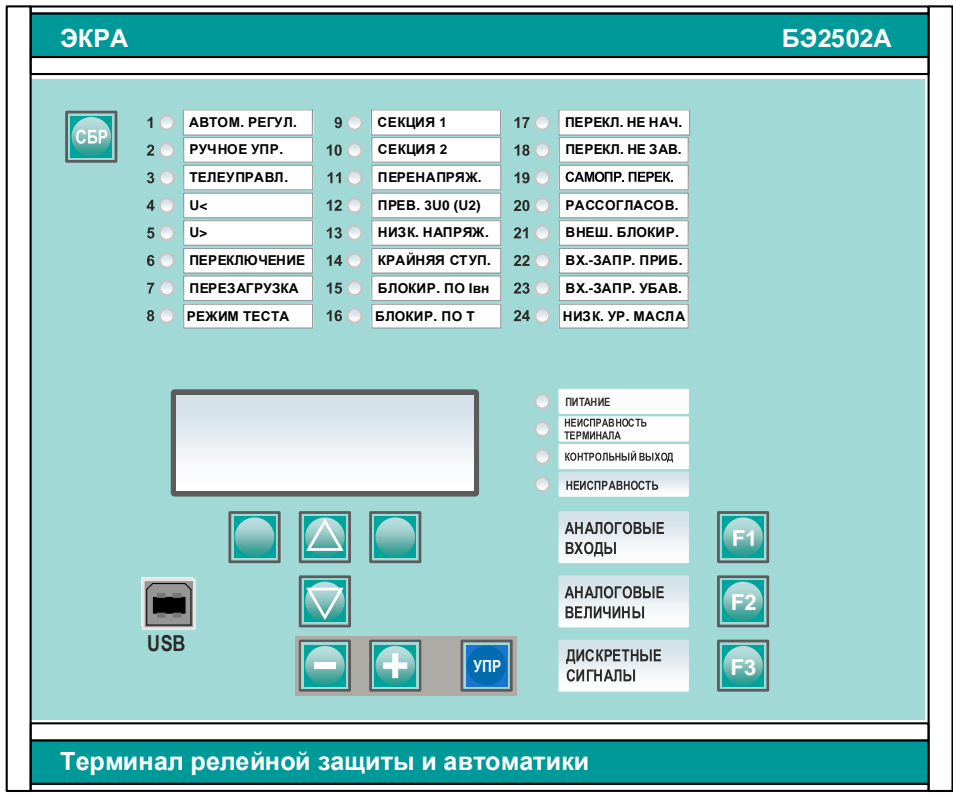 ЭКРА БЭ2502А
СБР
1 АВТОМ. РЕГУЛ.
2 РУЧНОЕ УПР.
3 ТЕЛЕУПРАВЛ.
4 U<
5 U>
6 ПЕРЕКЛЮЧЕНИЕ
7 ПЕРЕЗАГРУЗКА
8 РЕЖИМ ТЕСТА
9 СЕКЦИЯ 1
10 СЕКЦИЯ 2
11 ПЕРЕНАПРЯЖ.
12 ПРЕВ. 3U0 (U2)
13 НИЗК. НАПРЯЖ.
14 КРАЙНЯЯ СТУП.
15 БЛОКИР. ПО Iвн
16 БЛОКИР. ПО Т
17 ПЕРЕКЛ. НЕ НАЧ.
18 ПЕРЕКЛ. НЕ ЗАВ.
19 САМОПР. ПЕРЕК.
20 РАССОГЛАСОВ.
21 ВНЕШ. БЛОКИР.
22 ВХ.-ЗАПР. ПРИБ.
23 ВХ.-ЗАПР. УБАВ.
24 НИЗК. УР. МАСЛА
ПИТАНИЕ
НЕИСПРАВНОСТЬ
ТЕРМИНАЛА
КОНТРОЛЬНЫЙ ВЫХОД
НЕИСПРАВНОСТЬ
АНАЛОГОВЫЕ
ВХОДЫ
F1
АНАЛОГОВЫЕ
ВЕЛИЧИНЫ
F2
USB
УПР
ДИСКРЕТНЫЕ
СИГНАЛЫ
F3
Терминал релейной защиты и автоматики